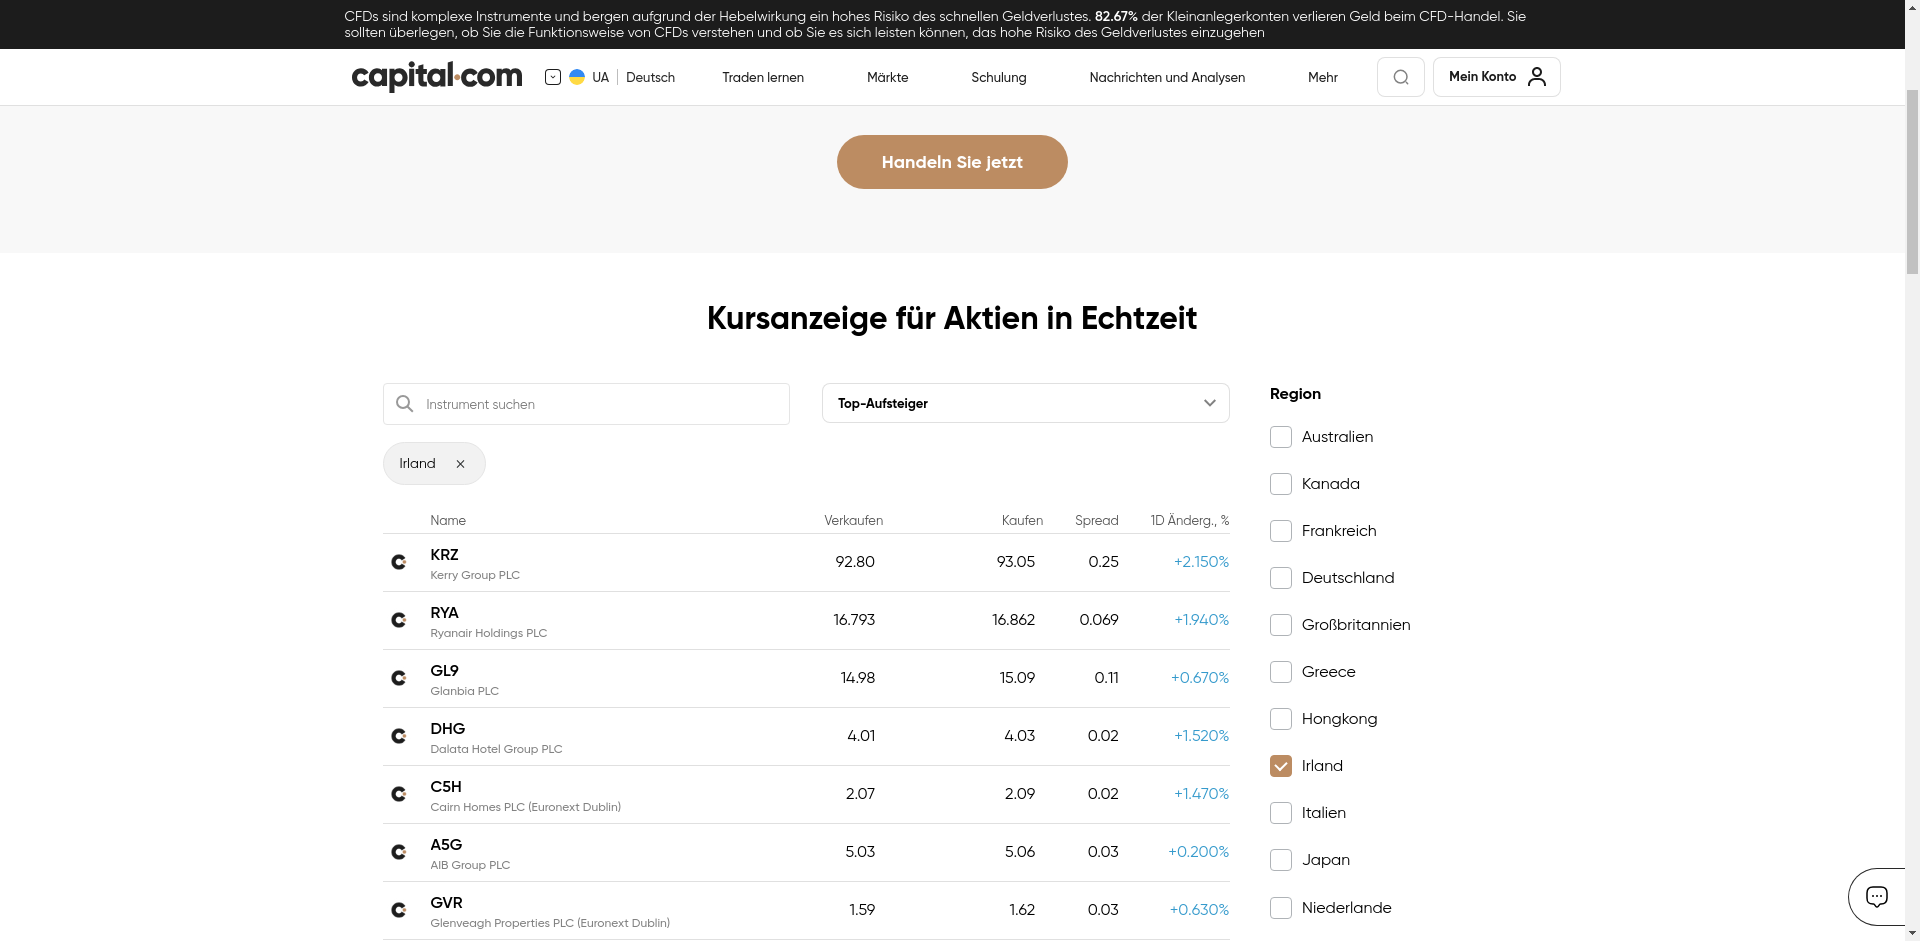 CFDs sind komplexe Instrumente und bergen aufgrund der Hebelwirkung ein hohes Risiko des schnellen Geldverlustes. 82.67% der Kleinanlegerkonten verlieren Geld beim CFD-Handel. Sie
sollten überlegen, ob Sie die Funktionsweise von CFDs verstehen und ob Sie es sich leisten können, das hohe Risiko des Geldverlustes einzugehen
capital.com UA Deutsch Traden lernen Märkte Schulung Nachrichten und Analysen Mehr Mein Konto
Handeln Sie jetzt
Kursanzeige für Aktien in Echtzeit
Instrument suchen
Top-Aufsteiger
Irland
Name Verkaufen Kaufen Spread 1D Änderg., %
KRZ
Kerry Group PLC
92.80 93.05 0.25 +2.150%
RYA
Ryanair Holdings PLC
16.793 16.862 0.069 +1.940%
GL9
Glanbia PLC
14.98 15.09 0.11 +0.670%
DHG
Dalata Hotel Group PLC
4.01 4.03 0.02 +1.520%
C5H
Cairn Homes PLC (Euronext Dublin)
2.07 2.09 0.02 +1.470%
A5G
AIB Group PLC
5.03 5.06 0.03 +0.200%
GVR
Glenveagh Properties PLC (Euronext Dublin)
1.59 1.62 0.03 +0.630%
Region
Australien
Kanada
Frankreich
Deutschland
Großbritannien
Greece
Hongkong
Irland
Italien
Japan
Niederlande